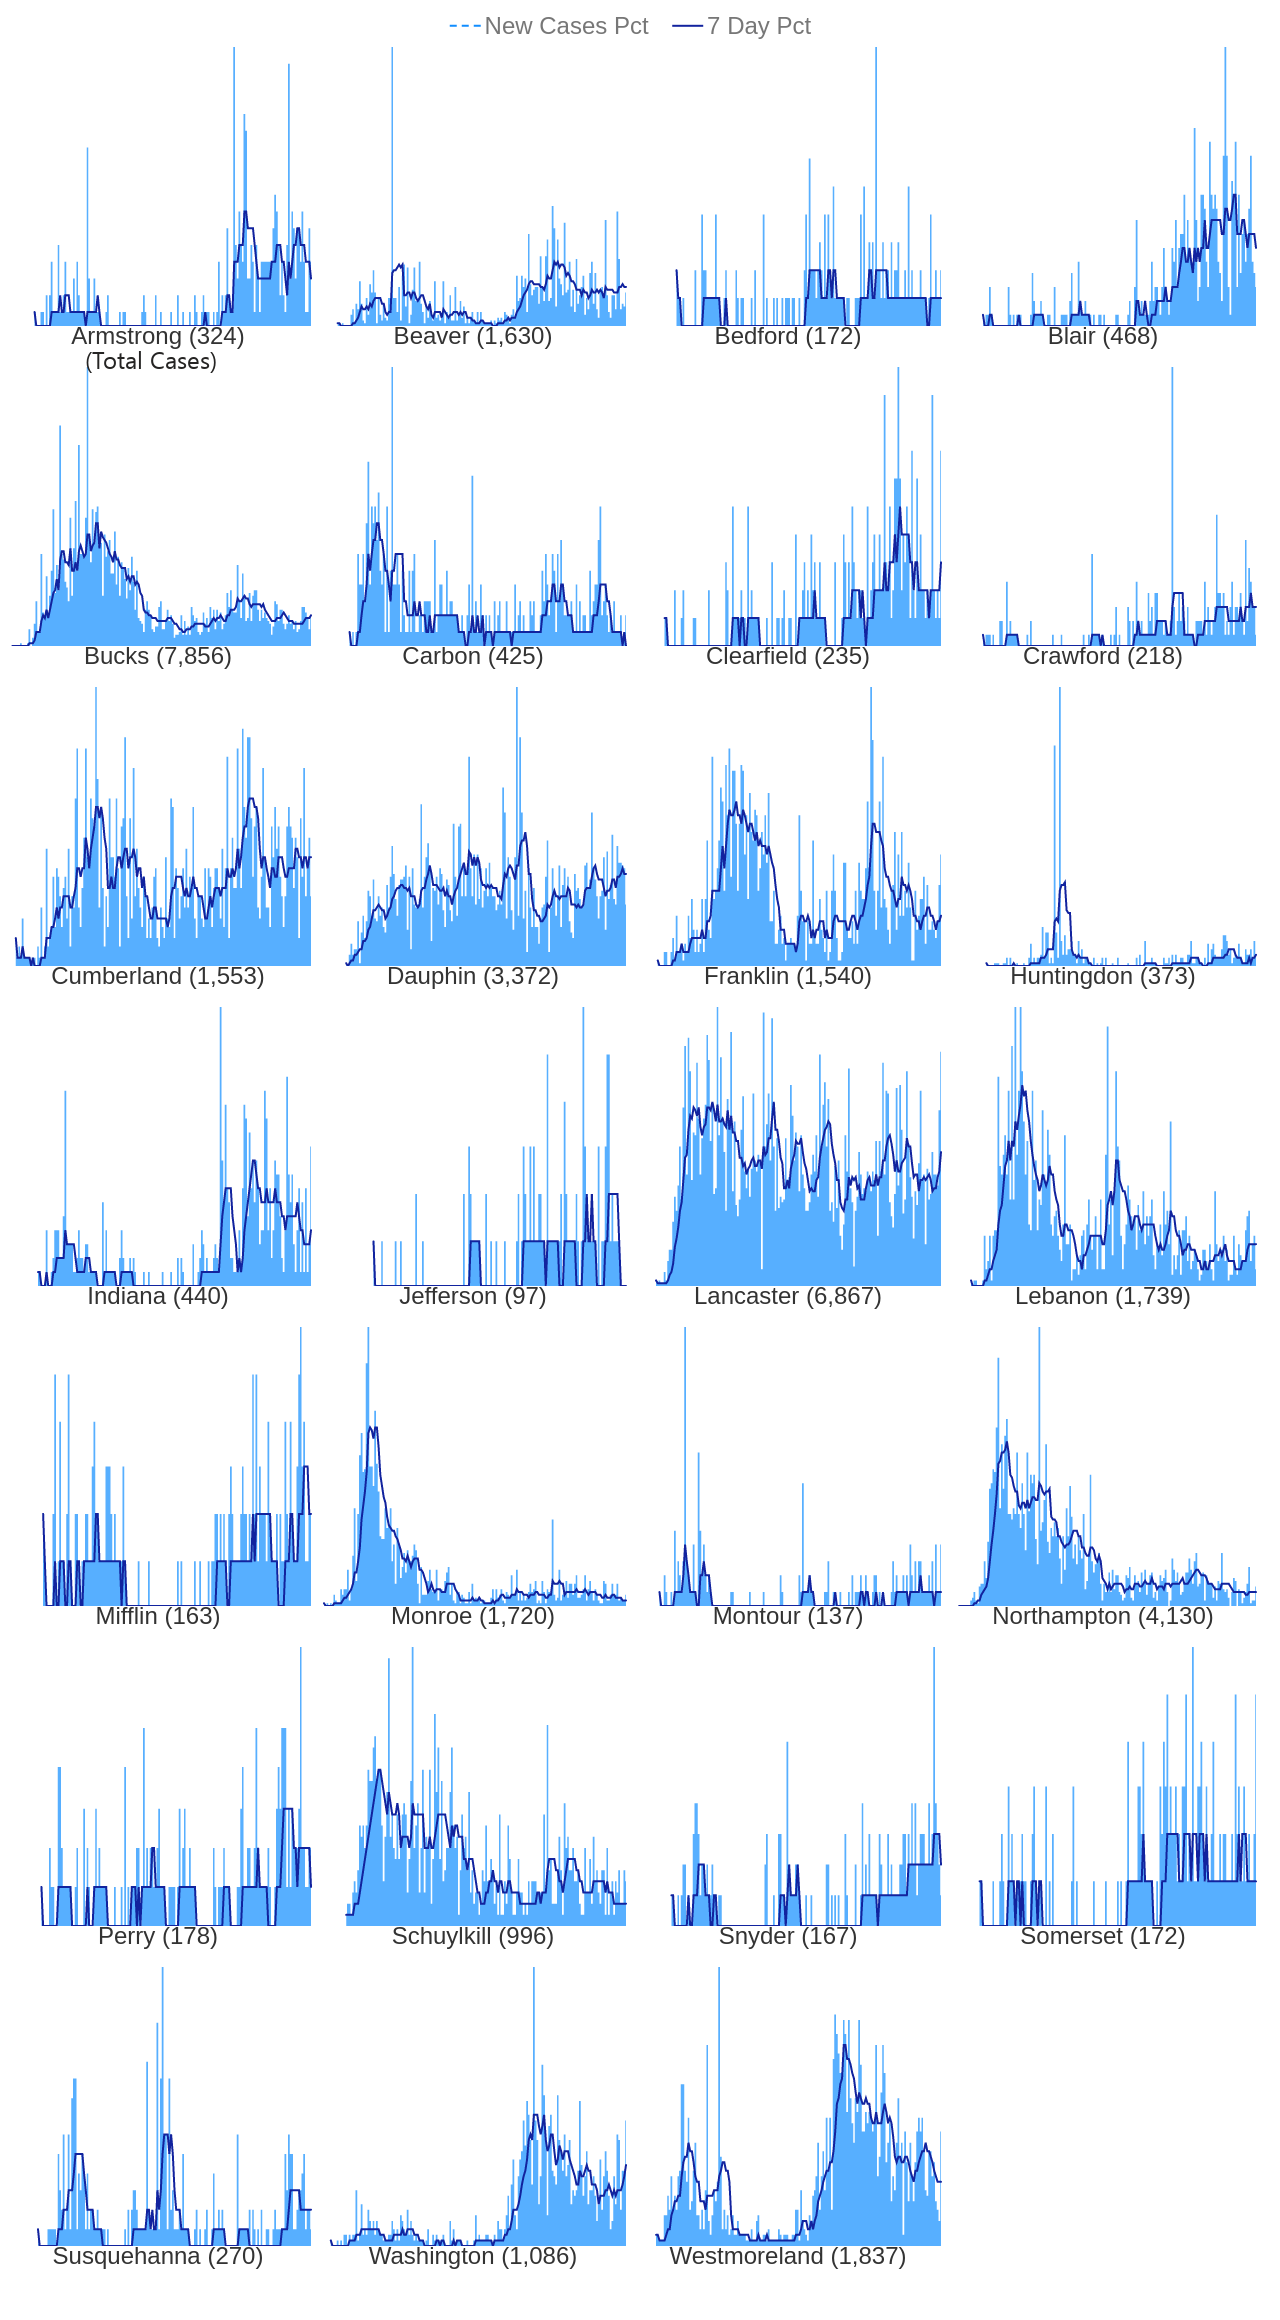 New Cases Pct 7 Day Pct
Armstrong (324) Beaver (1,630) Bedford (172) Blair (468)
(Total Cases)
Bucks (7,856) Carbon (425) Clearfield (235) Crawford (218)
Cumberland (1,553) Dauphin (3,372) Franklin (1,540) Huntingdon (373)
Indiana (440) Jefferson (97) Lancaster (6,867) Lebanon (1,739)
Mifflin (163) Monroe (1,720) Montour (137) Northampton (4,130)
Perry (178) Schuylkill (996) Snyder (167) Somerset (172)
Susquehanna (270) Washington (1,086) Westmoreland (1,837)